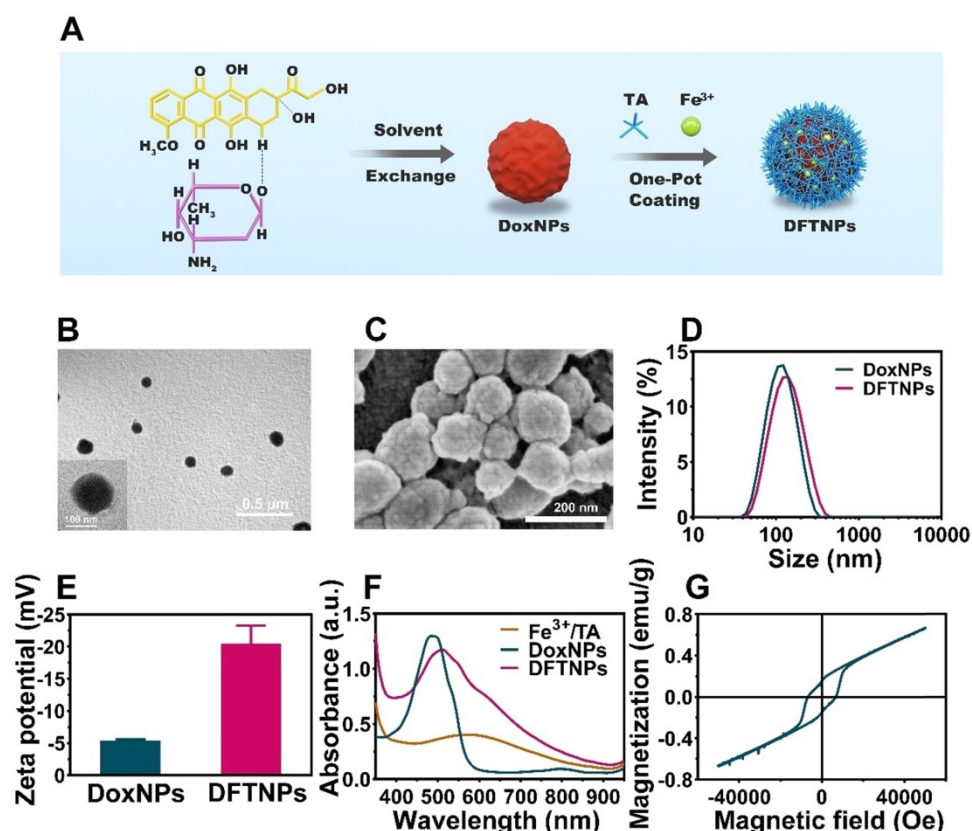 A
O
OH
O
OH
OH
H₃CO
O
OH
H
H
O
O
H
CH₃
H
HO
H
NH₂
Solvent
Exchange
DoxNPs
TA
Fe³⁺
One-Pot
Coating
DFTNPs
B
100 nm
0.5 µm
C
200 nm
D
Intensity (%)
15
10
5
0
DoxNPs
DFTNPs
10
100
1000
10000
Size (nm)
E
Zeta potential (mV)
-25
-20
-15
-10
-5
0
DoxNPs
DFTNPs
F
Absorbance (a.u.)
1.5
1.0
0.5
0.0
Fe³⁺/TA
DoxNPs
DFTNPs
400 500 600 700 800 900
Wavelength (nm)
G
Magnetization (emu/g)
0.8
0.4
0.0
-0.4
-0.8
-40000 0 40000
Magnetic field (Oe)